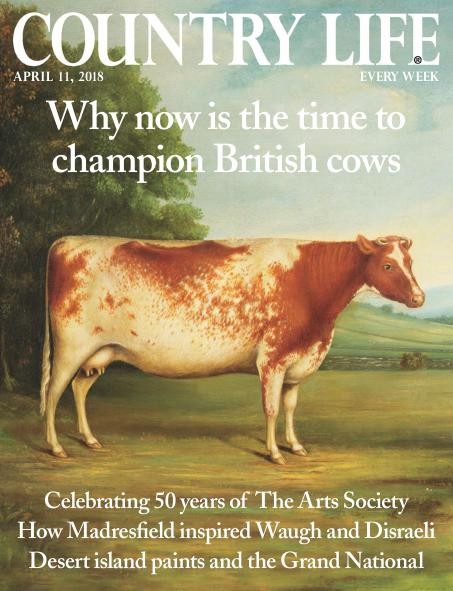 COUNTRY LIFE®
APRIL 11, 2018 EVERY WEEK
Why now is the time to
champion British cows
Celebrating 50 years of The Arts Society
How Madresfield inspired Waugh and Disraeli
Desert island paints and the Grand National